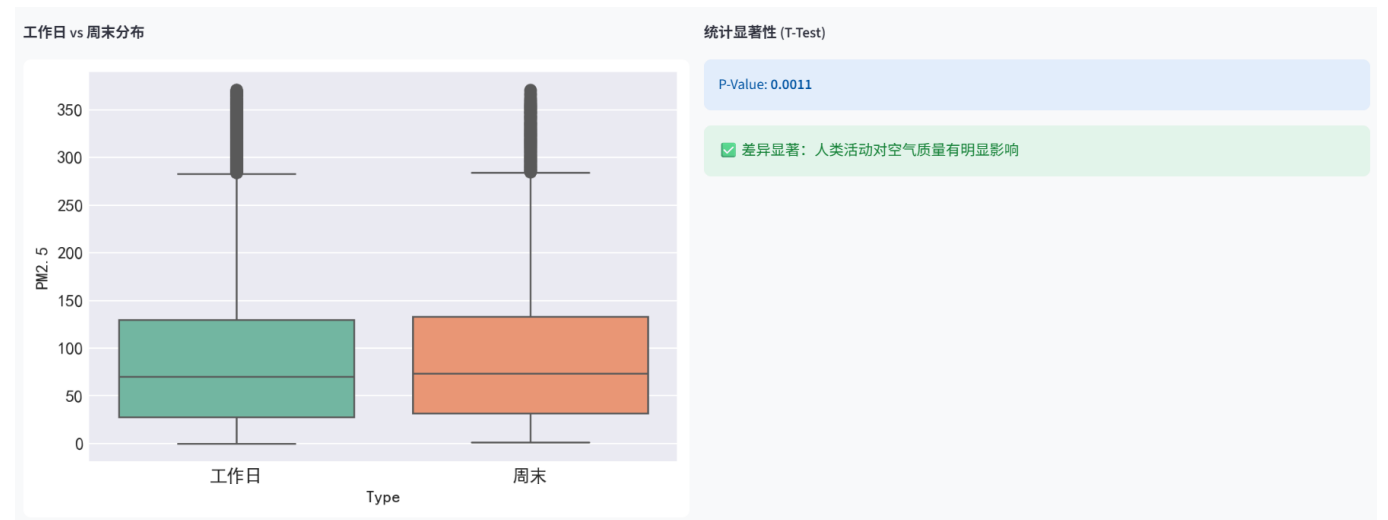 工作日 vs 周末分布
350
300
250
200
150
100
50
0
PM2.5
工作日
周末
Type
统计显著性 (T-Test)
P-Value: 0.0011
✅ 差异显著：人类活动对空气质量有明显影响